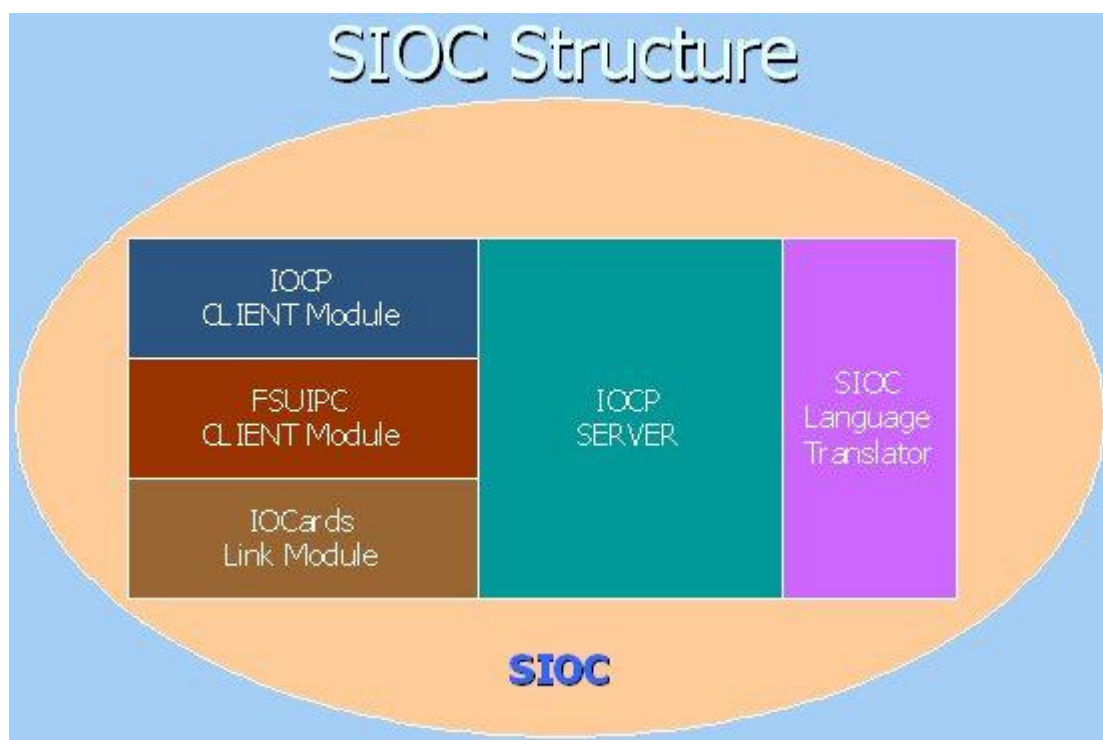 SIOC Structure
IOCP
CLIENT Module
FSUIPC
CLIENT Module
IOCards
Link Module
IOCP
SERVER
SIOC
Language
Translator
SIOC